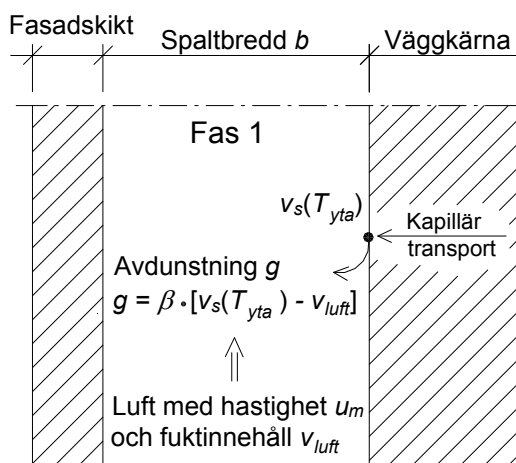 Fasadskikt
Spaltbredd b
Väggkärna
Fas 1
v_s(T_yta)
Kapillär
transport
Avdunstning g
g = β·[v_s(T_yta) - v_luft]
Luft med hastighet u_m
och fuktinnehåll v_luft